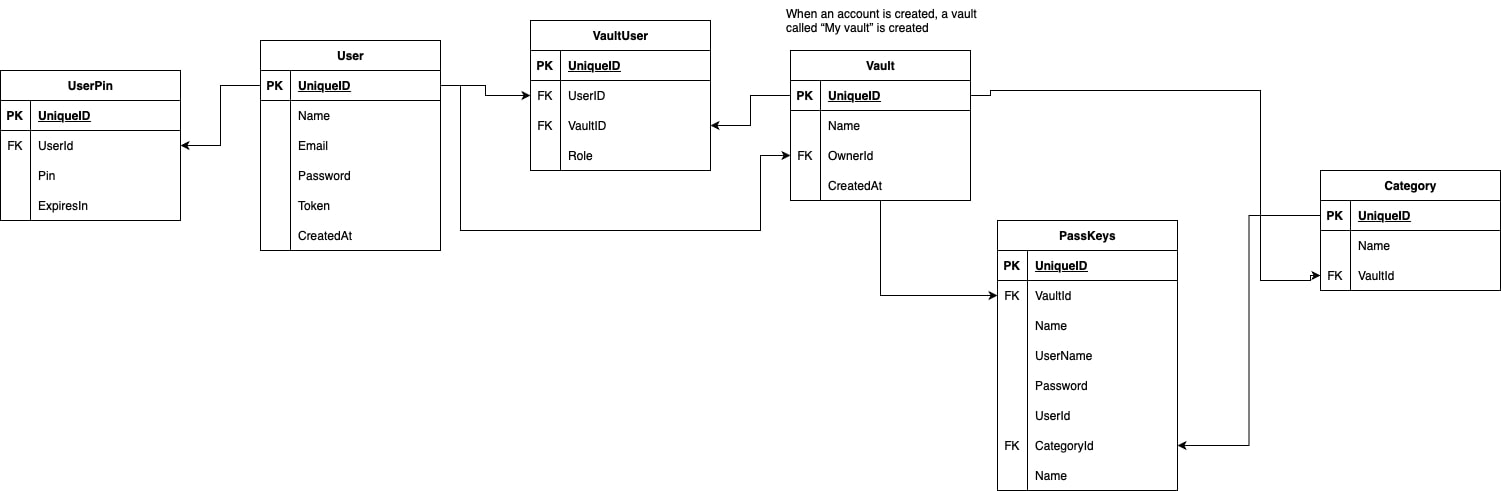 When an account is created, a vault
called “My vault” is created
UserPin
PK UniqueID
FK UserId
Pin
ExpiresIn
User
PK UniqueID
Name
Email
Password
Token
CreatedAt
VaultUser
PK UniqueID
FK UserID
FK VaultID
Role
Vault
PK UniqueID
Name
FK OwnerId
CreatedAt
PassKeys
PK UniqueID
FK VaultId
Name
UserName
Password
UserId
FK CategoryId
Name
Category
PK UniqueID
Name
FK VaultId